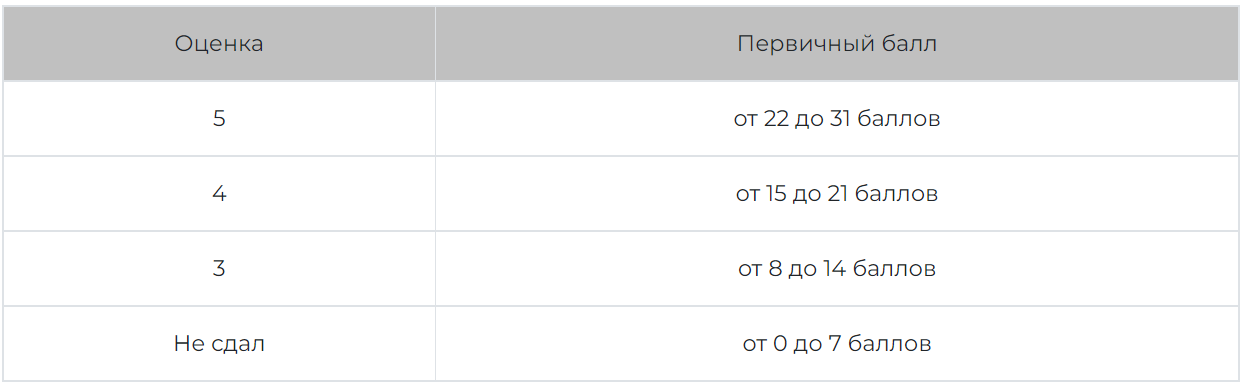 Оценка Первичный балл
5 от 22 до 31 баллов
4 от 15 до 21 баллов
3 от 8 до 14 баллов
Не сдал от 0 до 7 баллов